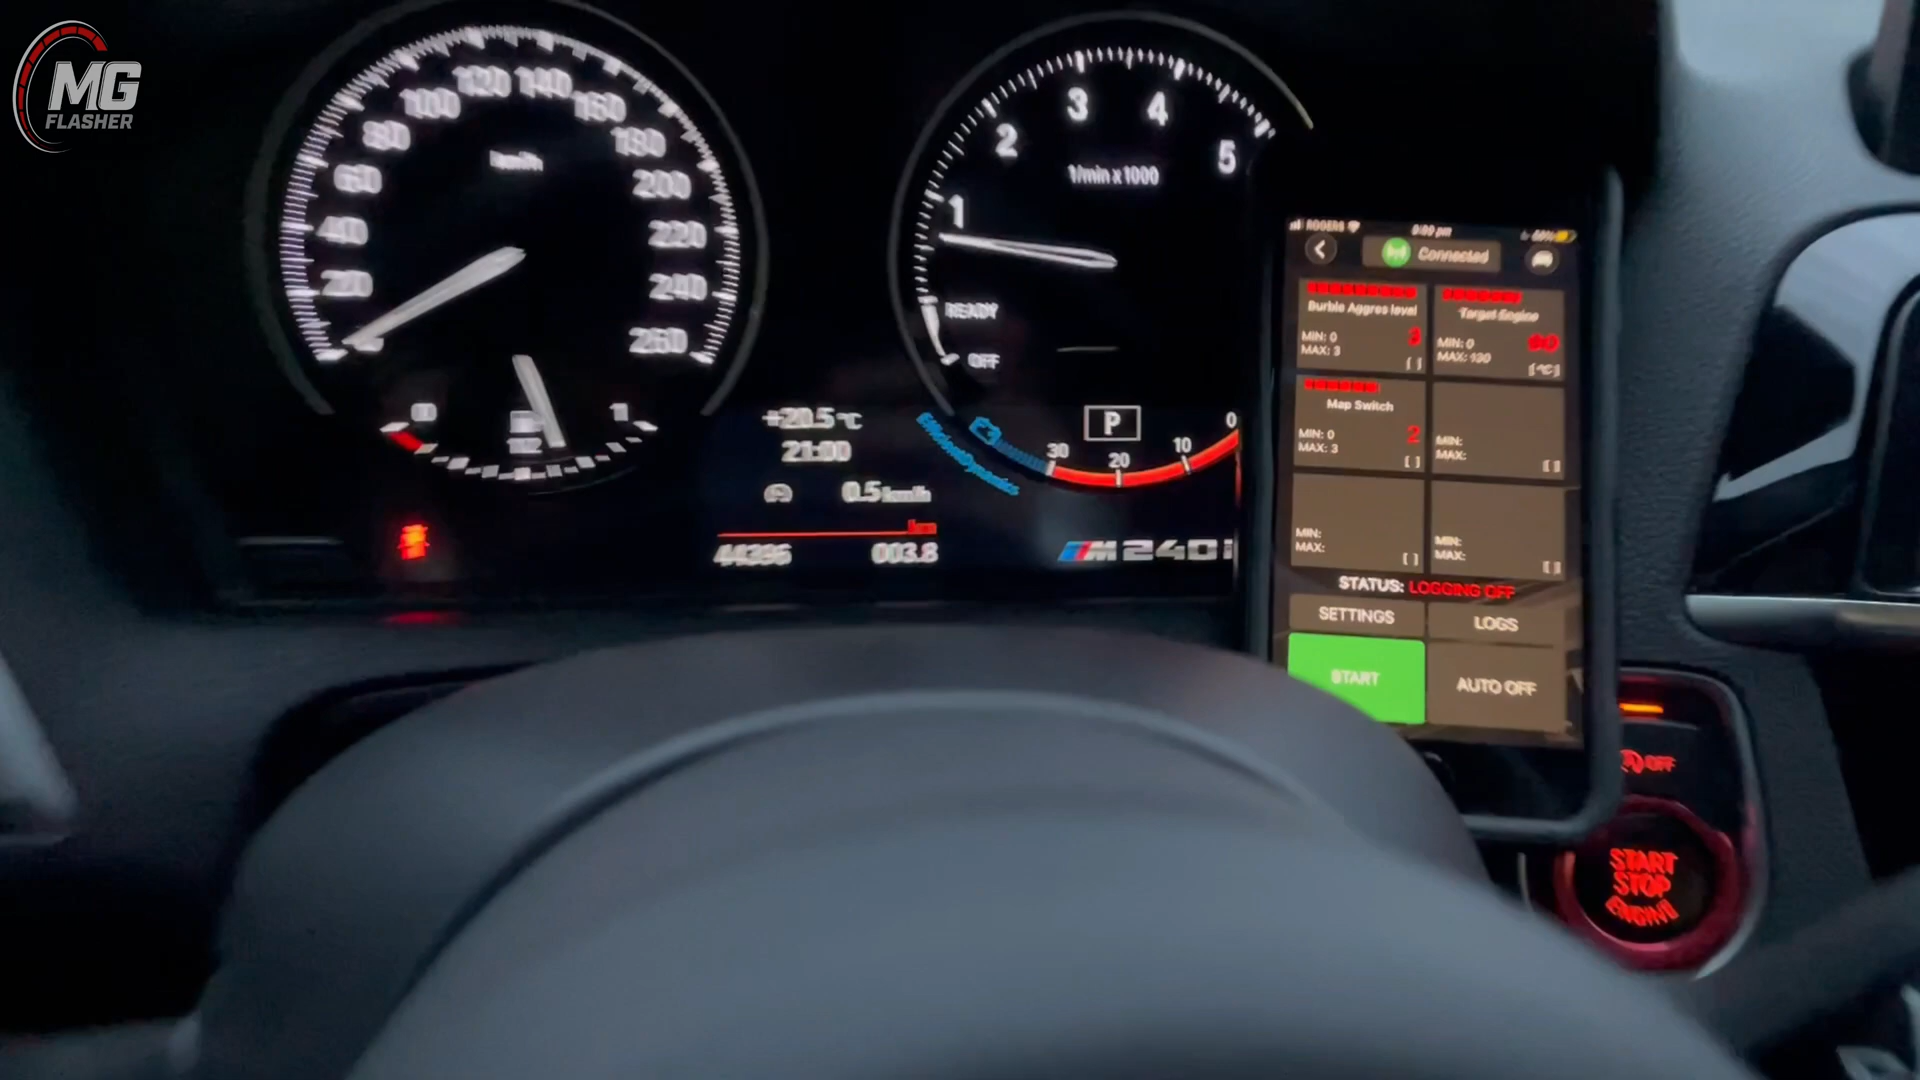 MG
FLASHER
20
40
60
80
100
120
140
160
180
200
220
240
260
km/h
1
2
3
4
5
1/min x 1000
READY
OFF
+20.5 °C
21:00
0.5 km/h
44396
003.8
1/2
EfficientDynamics
P
30
20
10
0
M240i
ROGERS
Connected
Burble Aggres level
MIN: 0
MAX: 3
3
[ ]
Target Engine
MIN: 0
MAX: 130
80
[°C]
Map Switch
MIN: 0
MAX: 3
2
[ ]
MIN:
MAX:
[ ]
MIN:
MAX:
[ ]
MIN:
MAX:
[ ]
STATUS: LOGGING OFF
SETTINGS
LOGS
START
AUTO OFF
OFF
START
STOP
ENGINE